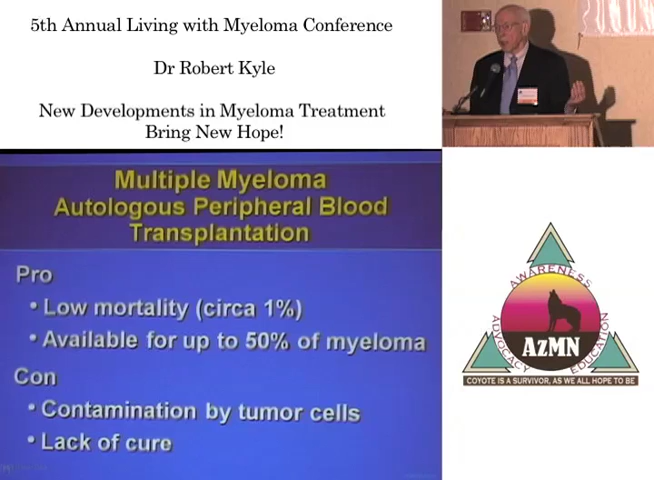 5th Annual Living with Myeloma Conference
Dr Robert Kyle
New Developments in Myeloma Treatment
Bring New Hope!
Multiple Myeloma
Autologous Peripheral Blood
Transplantation
Pro
• Low mortality (circa 1%)
• Available for up to 50% of myeloma
Con
• Contamination by tumor cells
• Lack of cure
AWARENESS
ADVOCACY
EDUCATION
AzMN
COYOTE IS A SURVIVOR, AS WE ALL HOPE TO BE